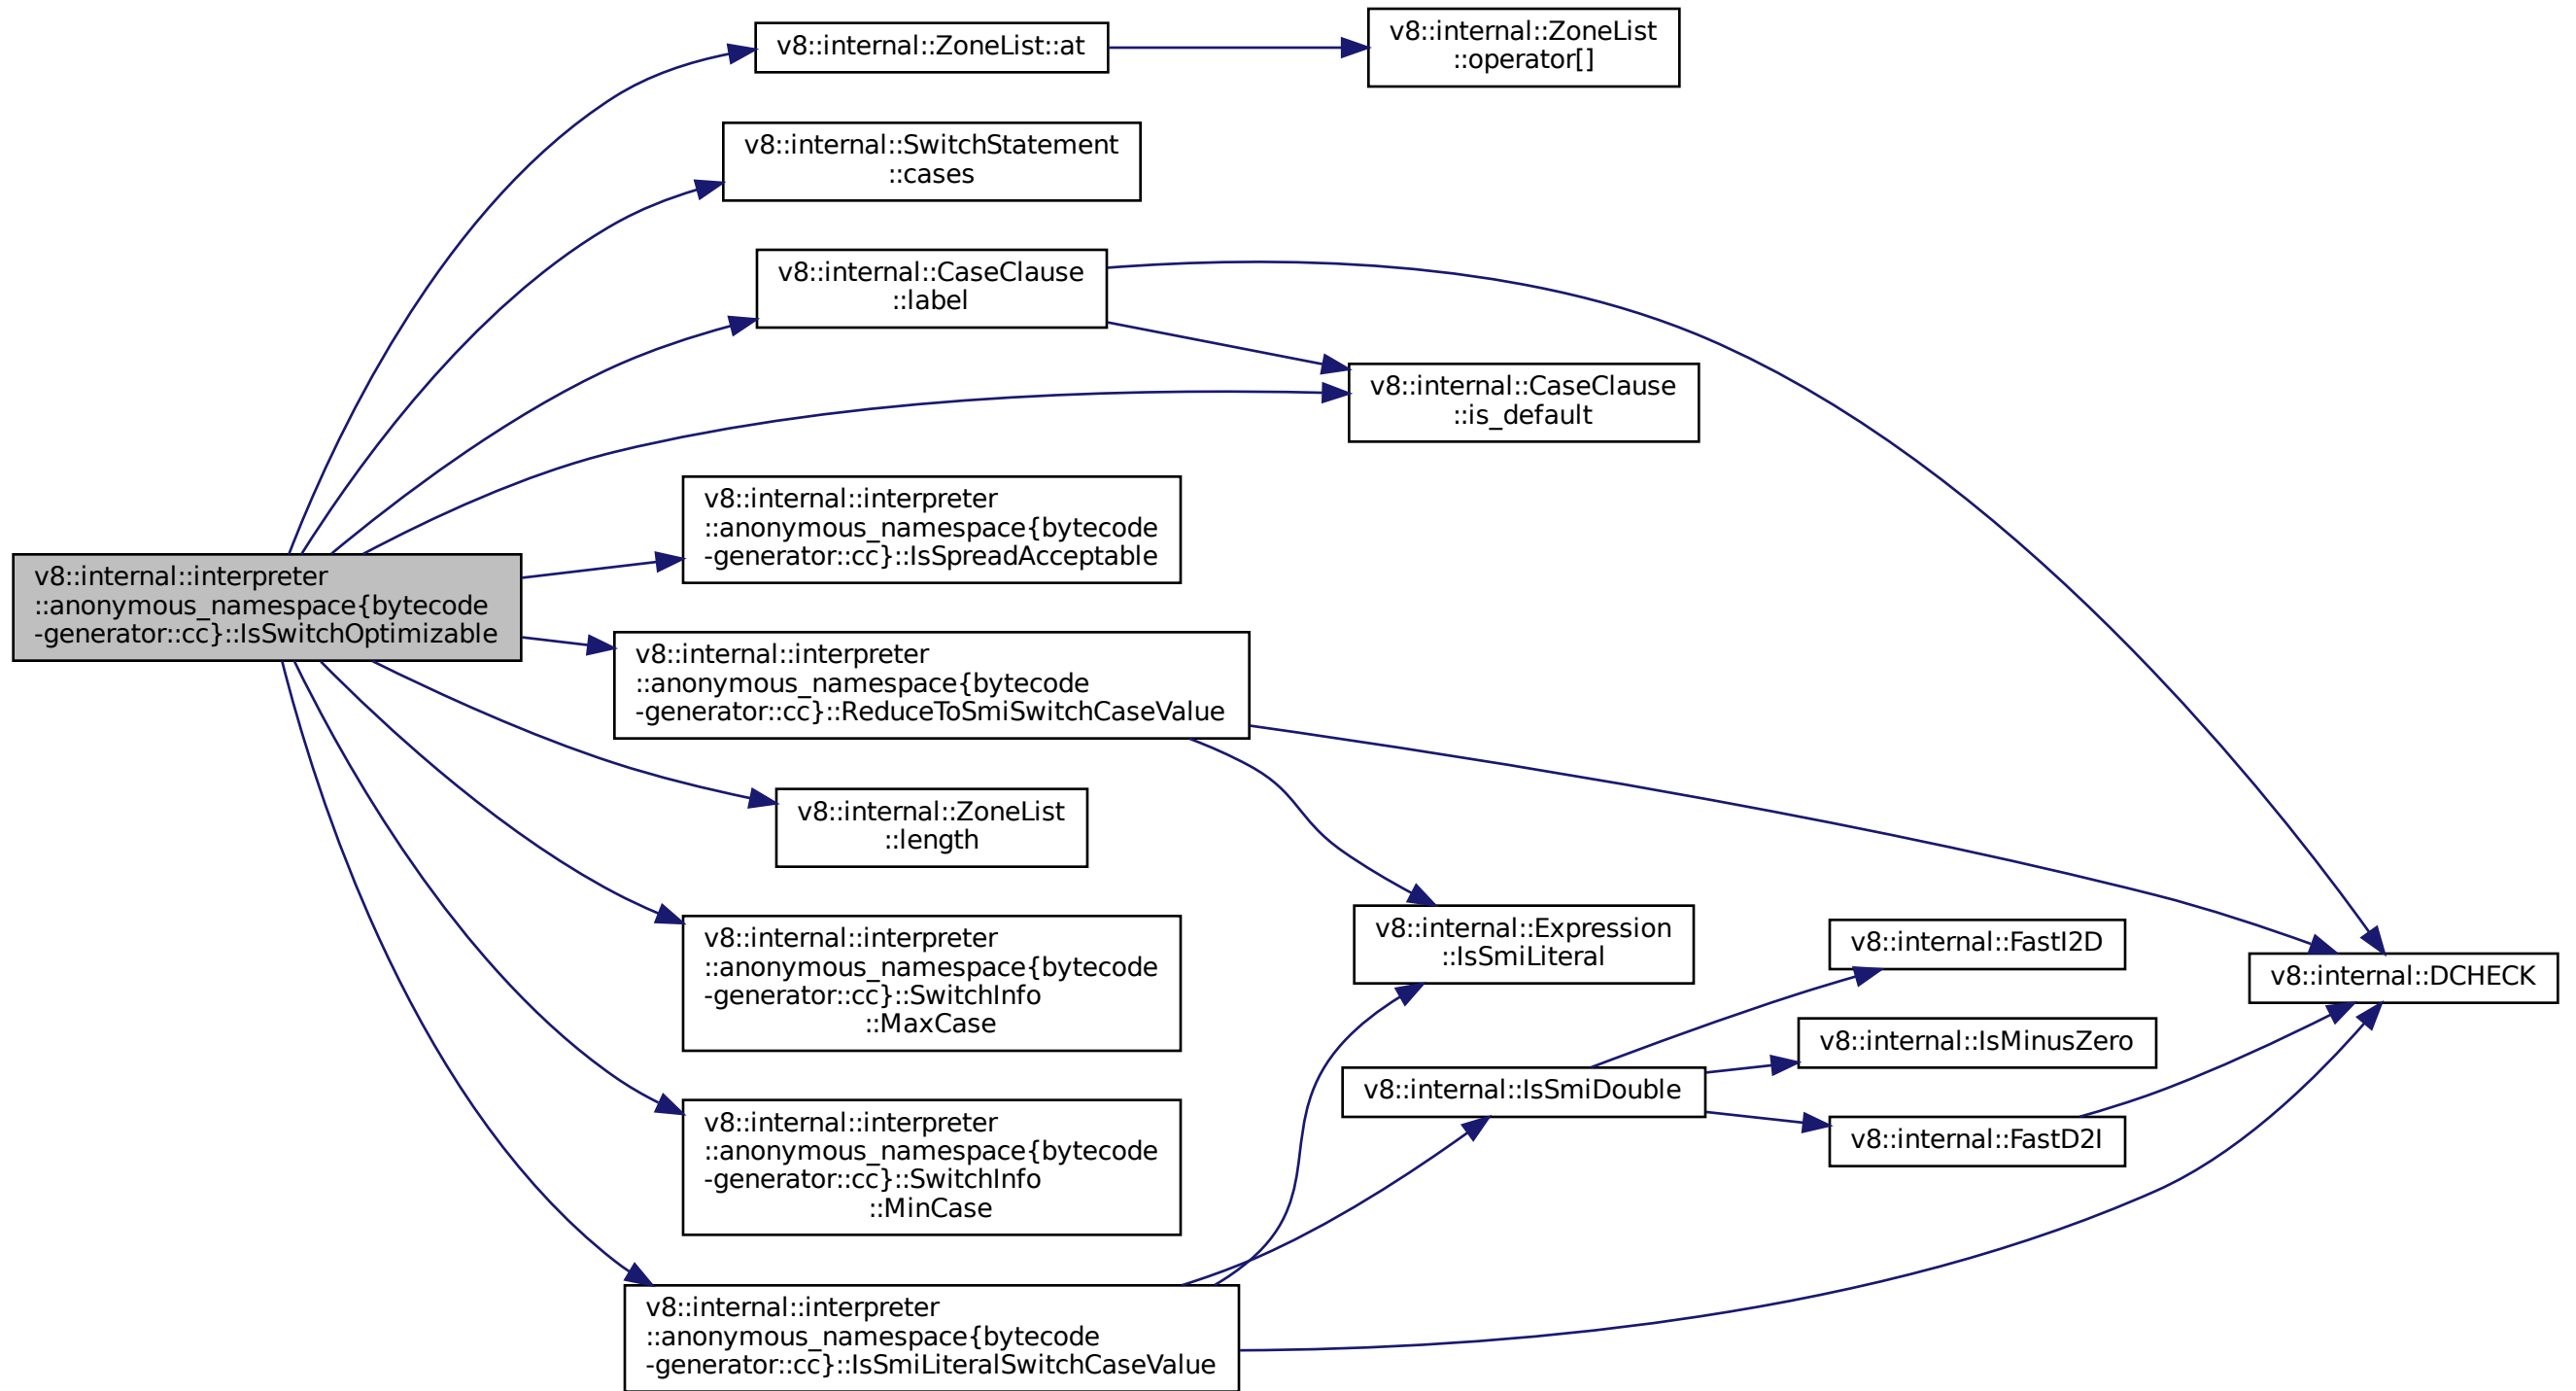 v8::internal::ZoneList::at
v8::internal::ZoneList
::operator[]
v8::internal::SwitchStatement
::cases
v8::internal::CaseClause
::label
v8::internal::CaseClause
::is_default
v8::internal::interpreter
::anonymous_namespace{bytecode
-generator::cc}::IsSpreadAcceptable
v8::internal::interpreter
::anonymous_namespace{bytecode
-generator::cc}::IsSwitchOptimizable
v8::internal::interpreter
::anonymous_namespace{bytecode
-generator::cc}::ReduceToSmiSwitchCaseValue
v8::internal::ZoneList
::length
v8::internal::interpreter
::anonymous_namespace{bytecode
-generator::cc}::SwitchInfo
::MaxCase
v8::internal::Expression
::IsSmiLiteral
v8::internal::FastI2D
v8::internal::DCHECK
v8::internal::IsMinusZero
v8::internal::IsSmiDouble
v8::internal::FastD2I
v8::internal::interpreter
::anonymous_namespace{bytecode
-generator::cc}::SwitchInfo
::MinCase
v8::internal::interpreter
::anonymous_namespace{bytecode
-generator::cc}::IsSmiLiteralSwitchCaseValue